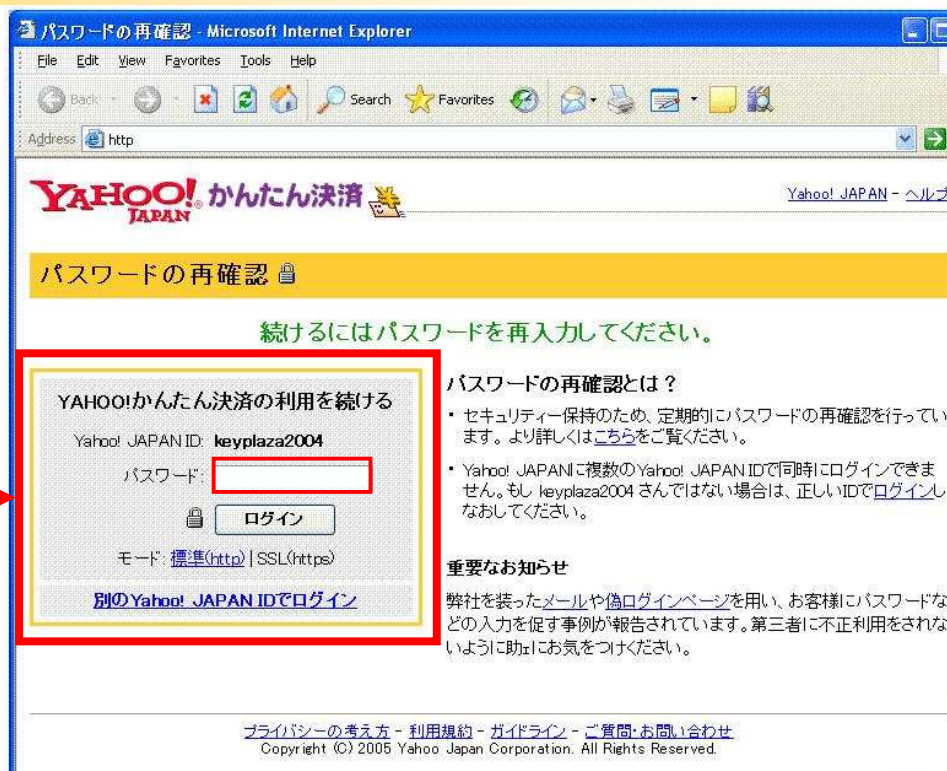 パスワードの再確認 - Microsoft Internet Explorer
File Edit View Favorites Tools Help
Back Search Favorites
Address http
YAHOO! JAPAN かんたん決済
Yahoo! JAPAN - ヘルプ
パスワードの再確認
続けるにはパスワードを再入力してください。
YAHOO!かんたん決済の利用を続ける
Yahoo! JAPAN ID: keyplaza2004
パスワード:
ログイン
モード: 標準(http) | SSL(https)
別のYahoo! JAPAN IDでログイン
パスワードの再確認とは?
・セキュリティー保持のため、定期的にパスワードの再確認を行ってい
ます。より詳しくはこちらをご覧ください。
・Yahoo! JAPANに複数のYahoo! JAPAN IDで同時にログインできま
せん。もし keyplaza2004 さんではない場合は、正しいIDでログインし
なおしてください。
重要なお知らせ
弊社を装ったメールや偽ログインページを用い、お客様にパスワードな
どの入力を促す事例が報告されています。第三者に不正利用をされな
いように にお気をつけください。
プライバシーの考え方 - 利用規約 - ガイドライン - ご質問・お問い合わせ
Copyright (C) 2005 Yahoo Japan Corporation. All Rights Reserved.